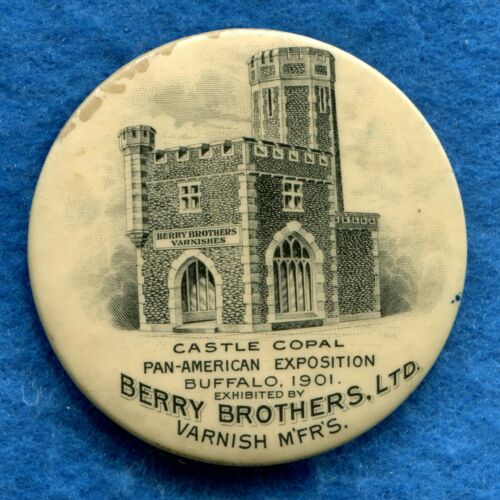 BERRY BROTHERS
VARNISHES
CASTLE COPAL
PAN-AMERICAN EXPOSITION
BUFFALO, 1901.
EXHIBITED BY
BERRY BROTHERS, LTD.
VARNISH M'F'R'S.